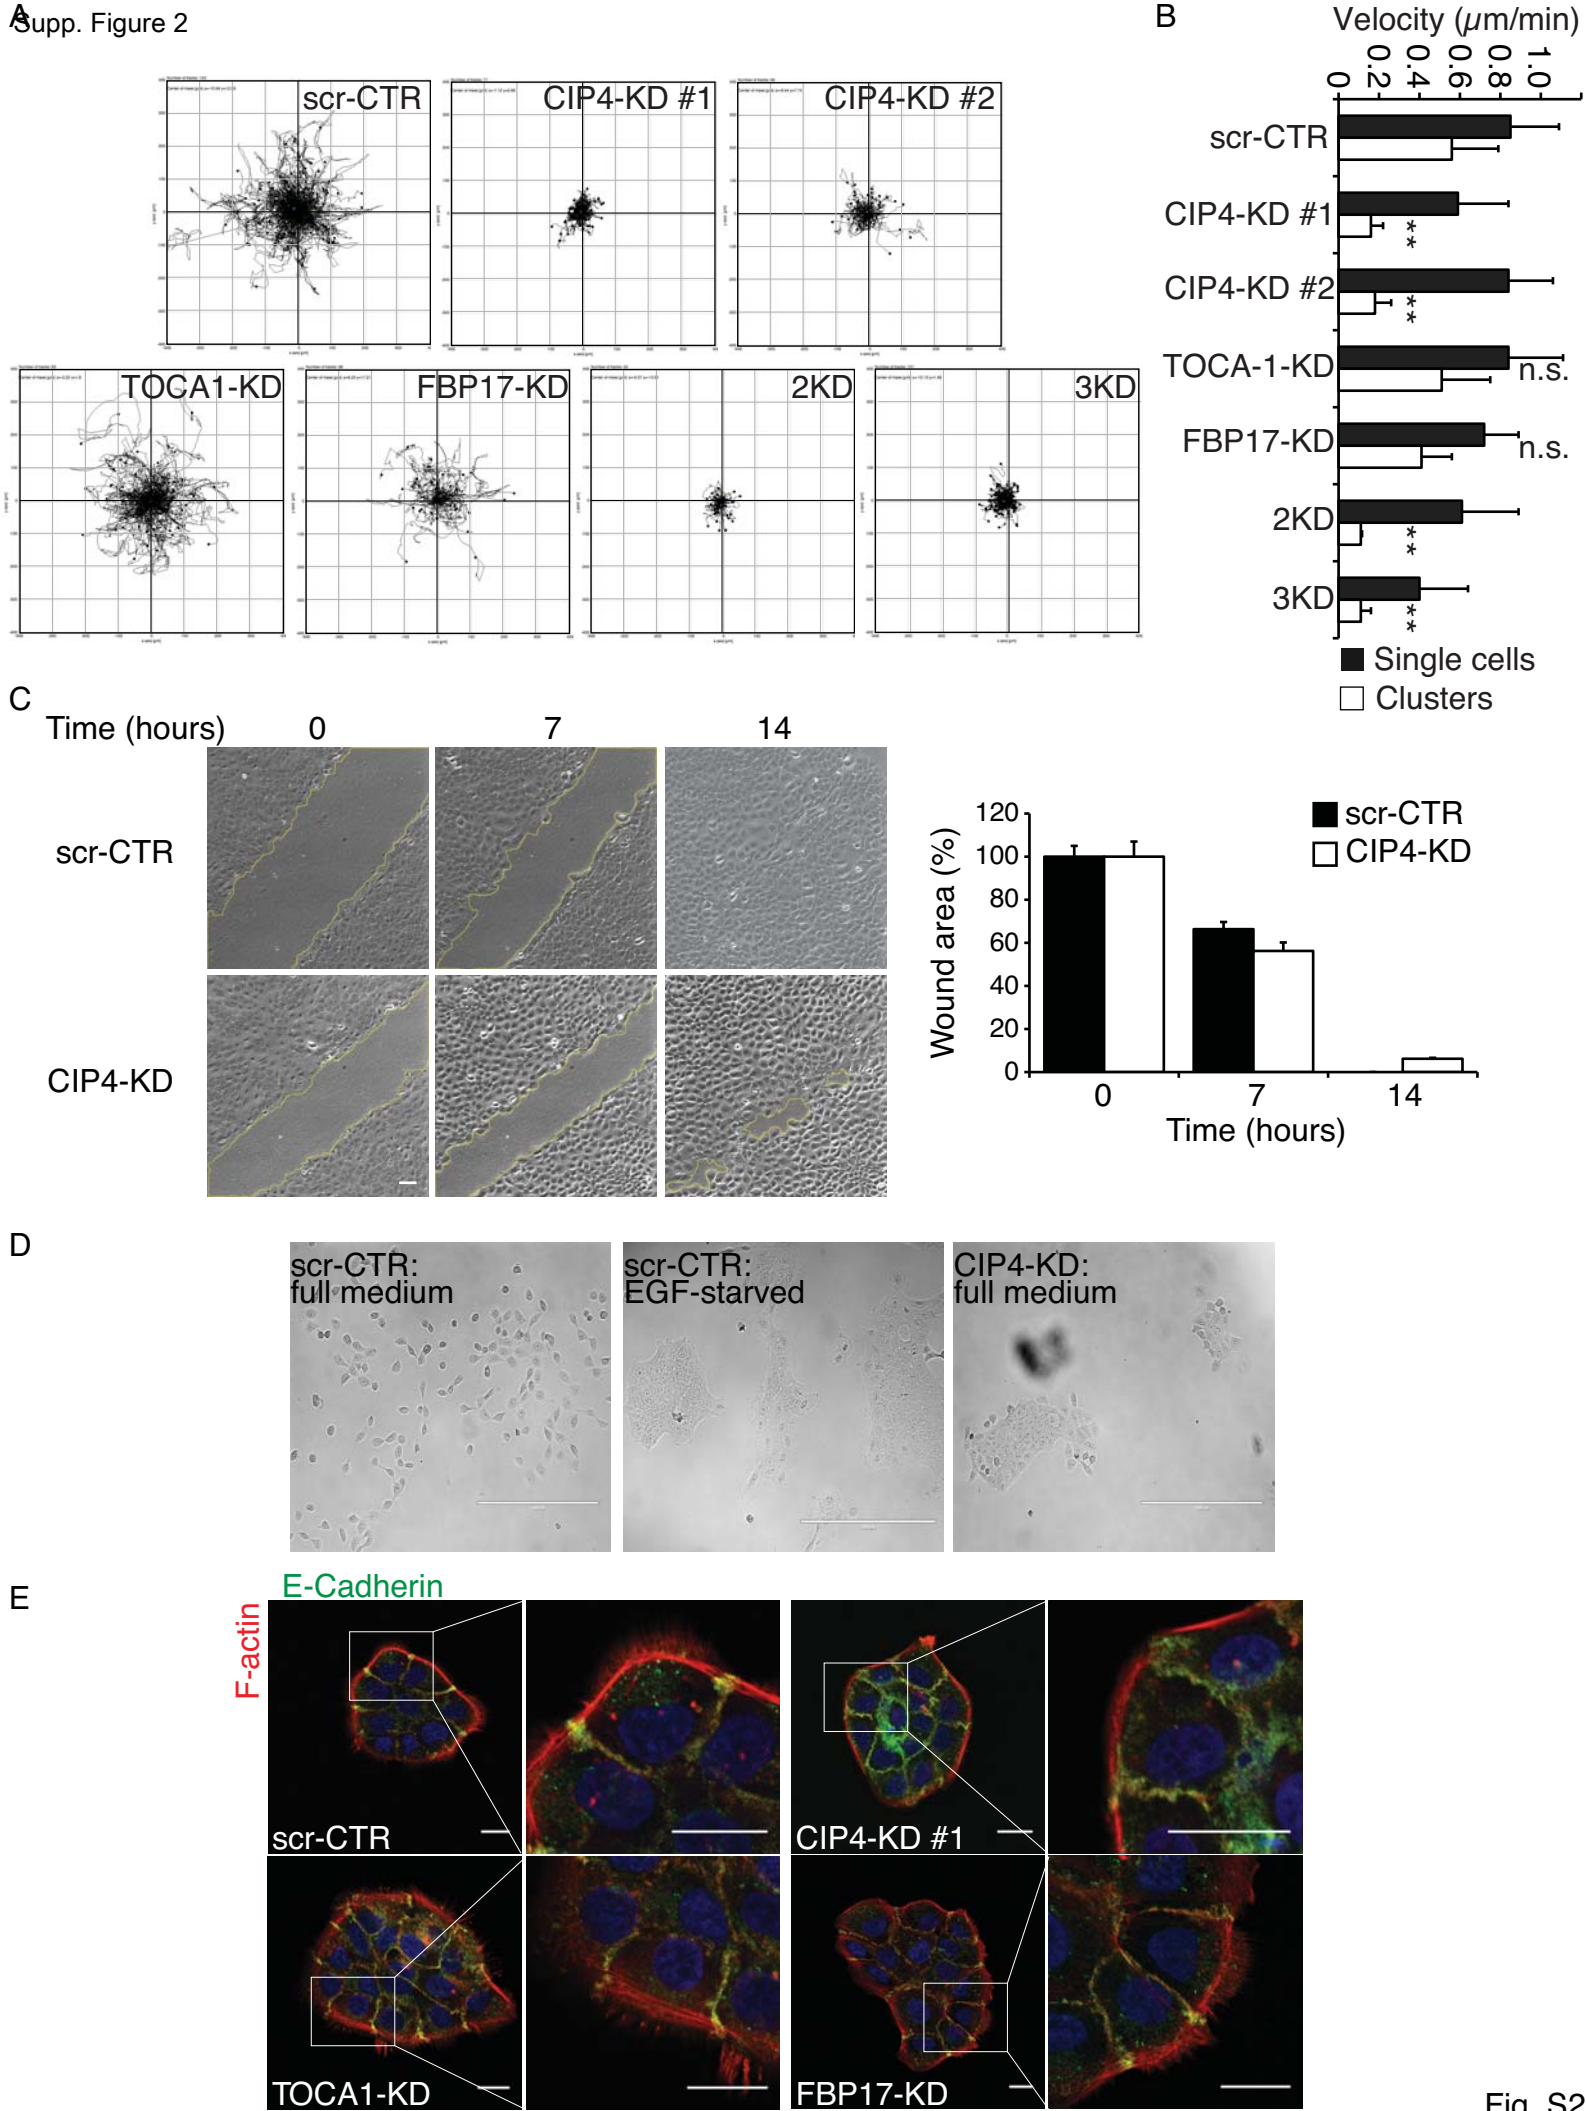 A
Supp. Figure 2
scr-CTR
CIP4-KD #1
CIP4-KD #2
TOCA1-KD
FBP17-KD
2KD
3KD
B
Velocity (µm/min)
0 0.2 0.4 0.6 0.8 1.0
scr-CTR
CIP4-KD #1
**
CIP4-KD #2
**
TOCA-1-KD
n.s.
FBP17-KD
n.s.
2KD
**
3KD
**
Single cells
Clusters
C
Time (hours) 0 7 14
scr-CTR
CIP4-KD
120
100
80
60
40
20
0
Wound area (%)
scr-CTR
CIP4-KD
0 7 14
Time (hours)
D
scr-CTR:
full medium
scr-CTR:
EGF-starved
CIP4-KD:
full medium
E
E-Cadherin
F-actin
scr-CTR
CIP4-KD #1
TOCA1-KD
FBP17-KD
Fig. S2